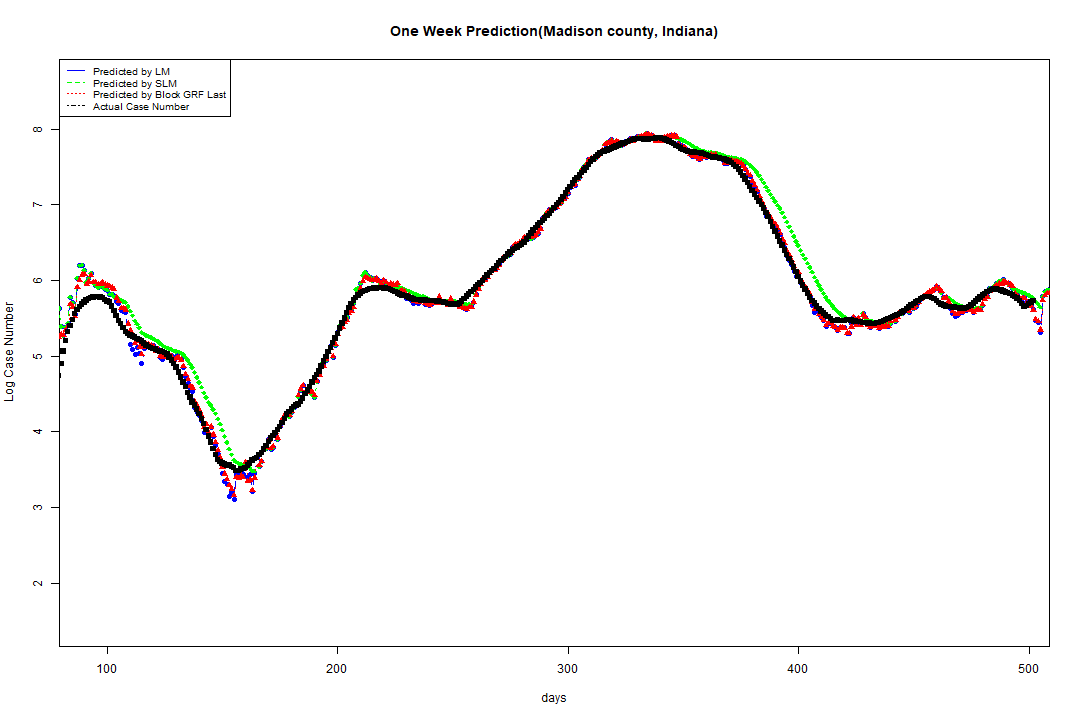 One Week Prediction(Madison county, Indiana)
Predicted by LM
Predicted by SLM
Predicted by Block GRF Last
Actual Case Number
8
7
6
5
4
3
2
Log Case Number
100 200 300 400 500
days